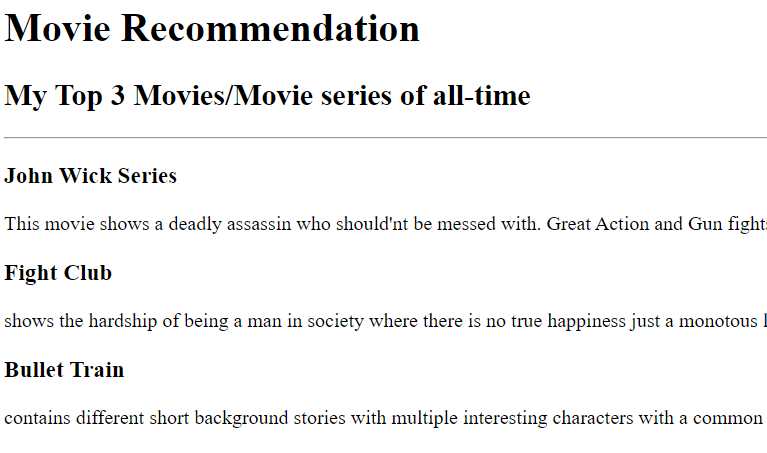 Movie Recommendation
My Top 3 Movies/Movie series of all-time
John Wick Series
This movie shows a deadly assassin who should'nt be messed with. Great Action and Gun fight
Fight Club
shows the hardship of being a man in society where there is no true happiness just a monotous
Bullet Train
contains different short background stories with multiple interesting characters with a common